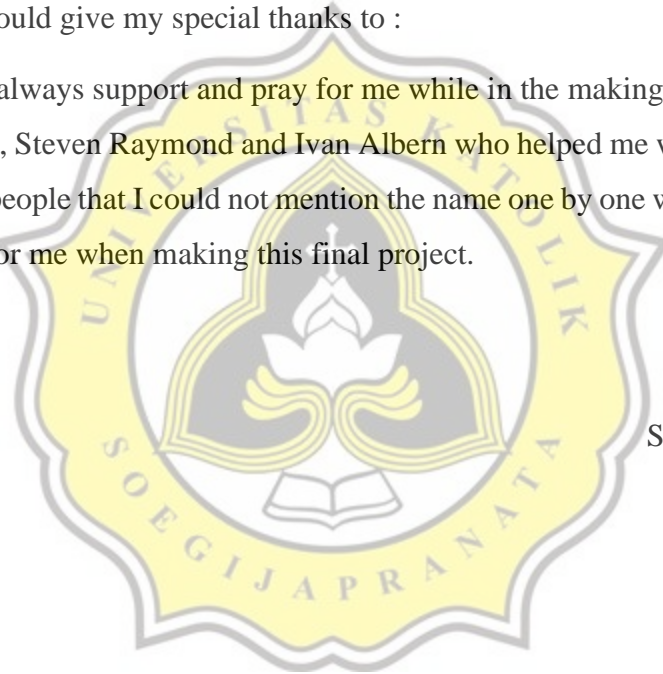 ould give my special thanks to :
always support and pray for me while in the making
, Steven Raymond and Ivan Albern who helped me w
people that I could not mention the name one by one w
or me when making this final project.
S
UNIVERSITAS KATOLIK
SOEGIJAPRANATA